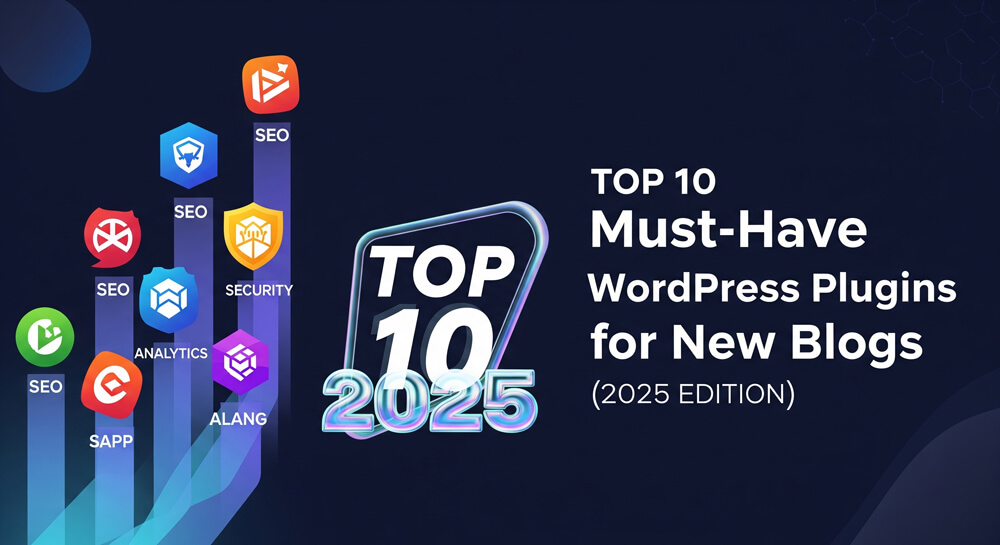 SEO
SEO
SEO
SECURITY
ANALYTICS
SEO
ALANG
SAPP
TOP
10
2025
TOP 10
Must-Have
WordPress Plugins
for New Blogs
(2025 EDITION)